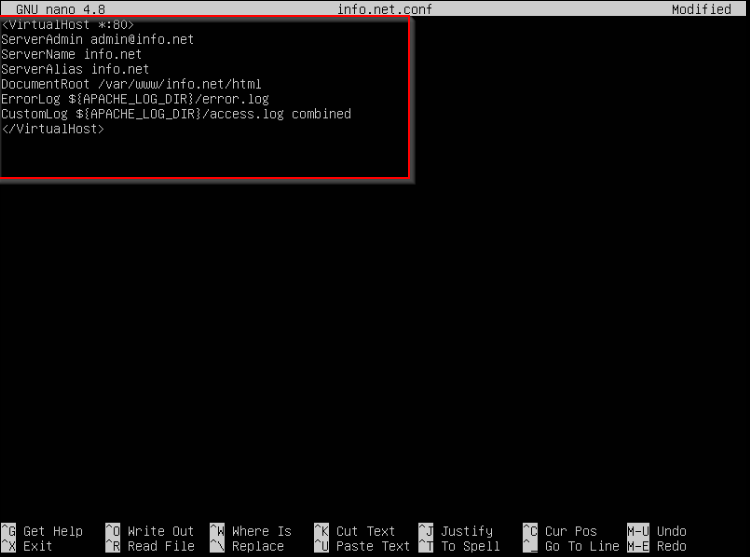 GNU nano 4.8 info.net.conf Modified
<VirtualHost *:80>
ServerAdmin admin@info.net
ServerName info.net
ServerAlias info.net
DocumentRoot /var/www/info.net/html
ErrorLog ${APACHE_LOG_DIR}/error.log
CustomLog ${APACHE_LOG_DIR}/access.log combined
</VirtualHost>
^G Get Help ^O Write Out ^W Where Is ^K Cut Text ^J Justify ^C Cur Pos M-U Undo
^X Exit ^R Read File ^\ Replace ^U Paste Text ^T To Spell ^_ Go To Line M-E Redo